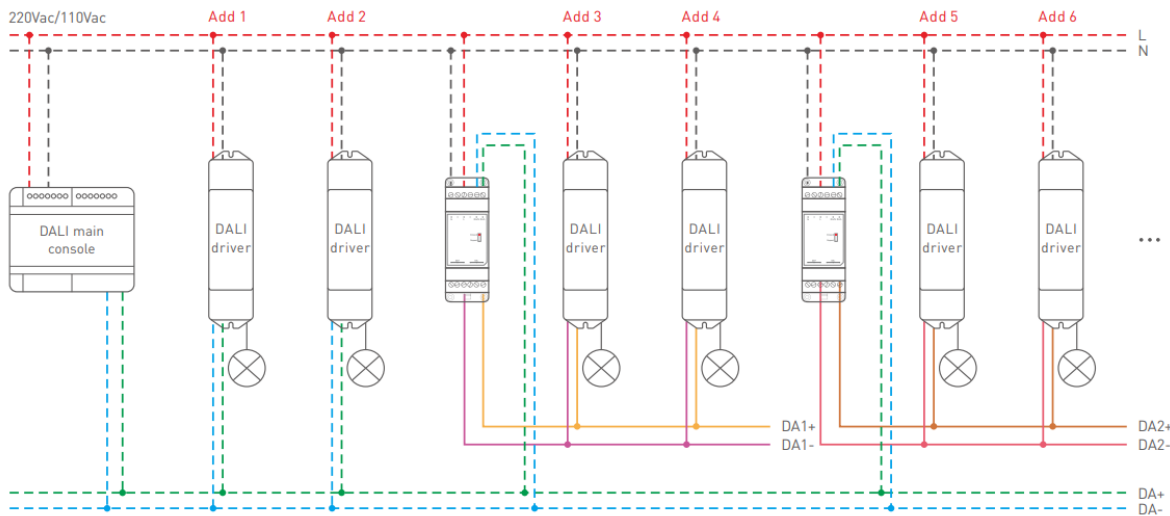 220Vac/110Vac
Add 1
Add 2
Add 3
Add 4
Add 5
Add 6
L
N
DALI main
console
DALI
driver
DALI
driver
DALI
driver
DALI
driver
DALI
driver
DALI
driver
...
DA1+
DA1-
DA2+
DA2-
DA+
DA-